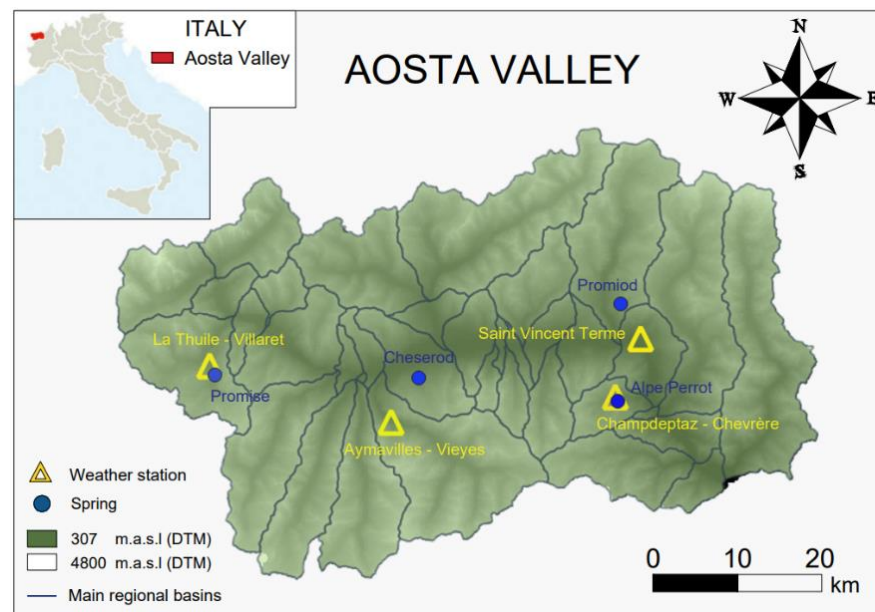 ITALY
Aosta Valley
AOSTA VALLEY
N
W
E
S
Promiod
La Thuile - Villaret
Saint Vincent Terme
Cheserod
Promise
Alpe Perrot
Champdeptaz - Chevrère
Aymavilles - Vieyes
Weather station
Spring
307 m.a.s.l (DTM)
4800 m.a.s.l (DTM)
Main regional basins
0 10 20
km